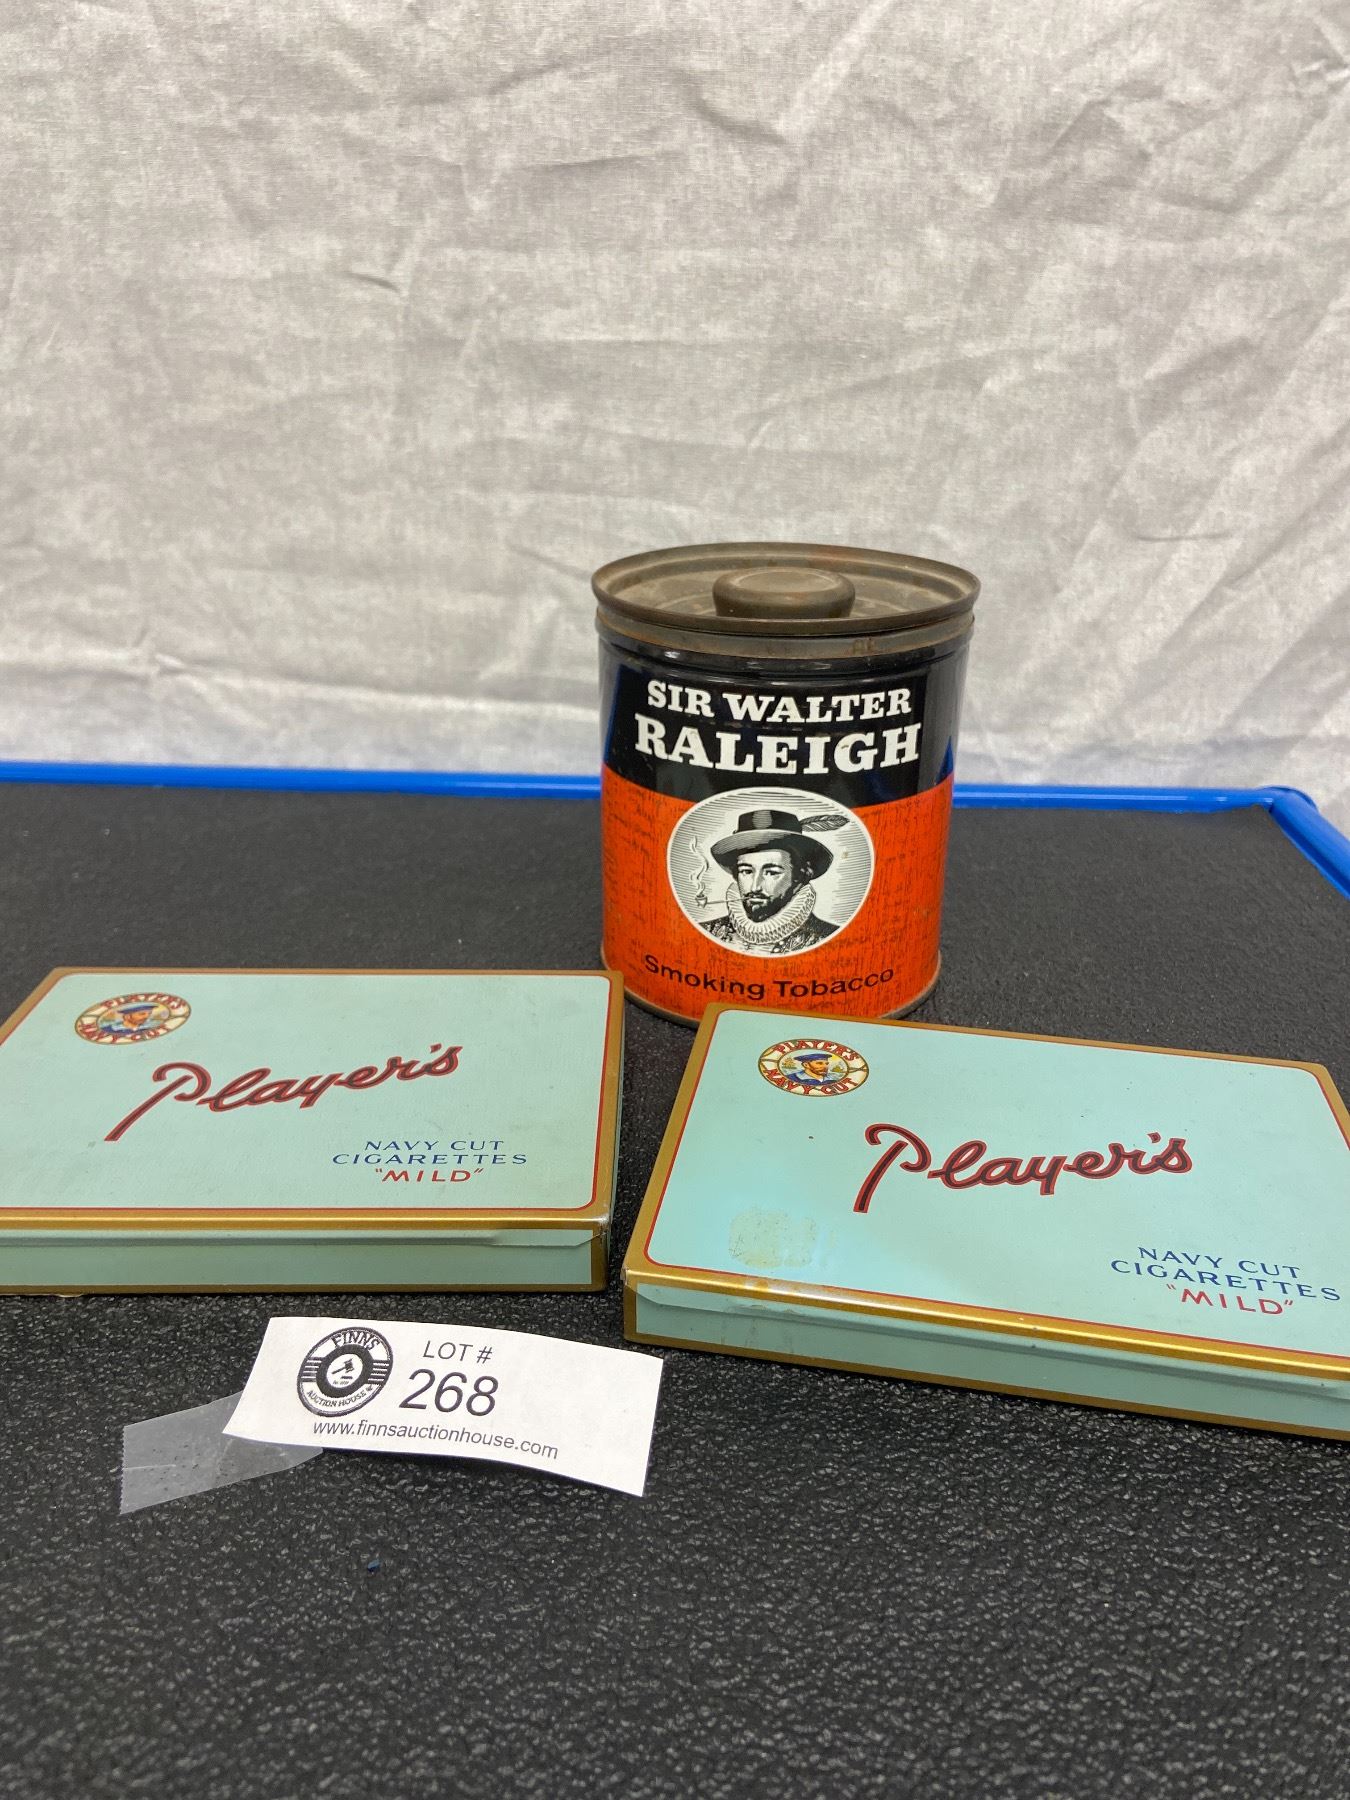 SIR WALTER
RALEIGH
Smoking Tobacco
PLAYER'S
NAVY CUT
Player's
NAVY CUT
CIGARETTES
"MILD"
PLAYER'S
NAVY CUT
Player's
NAVY CUT
CIGARETTES
"MILD"
FINNS
AUCTION HOUSE
LOT #
268
www.finnsauctionhouse.com